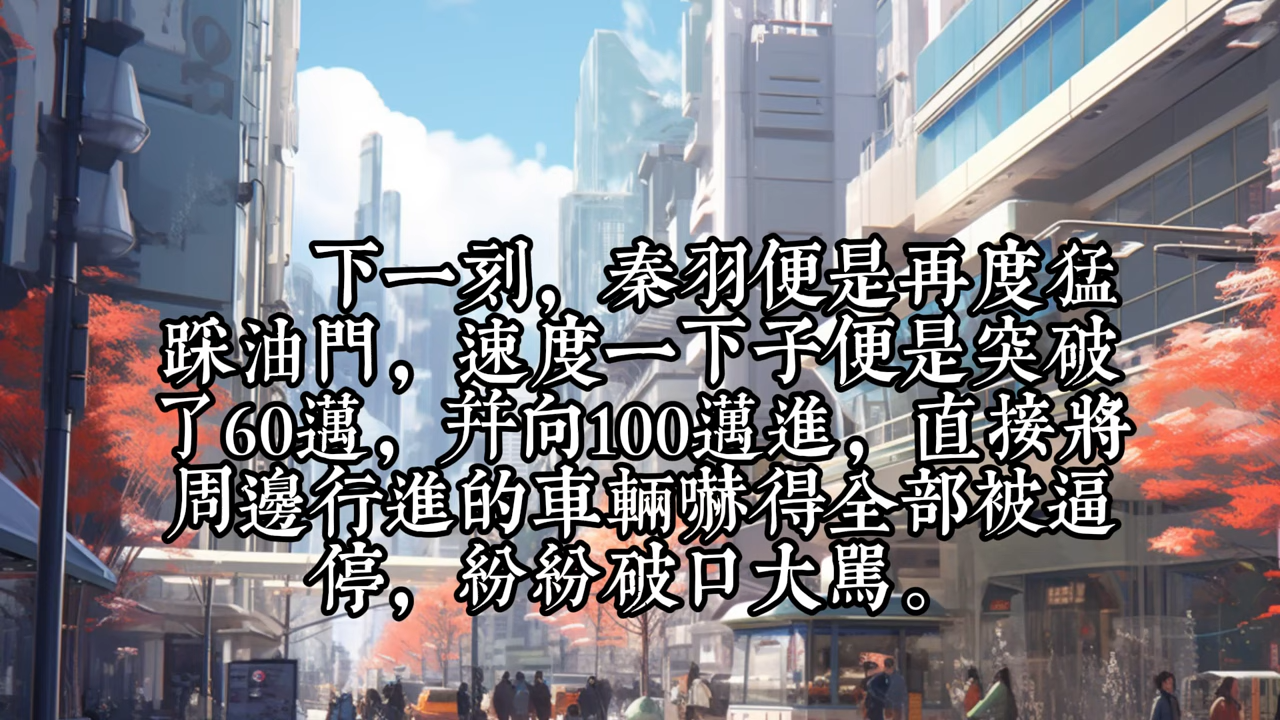 下一刻，秦羽便是再度猛
踩油門，速度一下子便是突破
了60邁，并向100邁進，直接將
周邊行進的車輛嚇得全部被逼
停，紛紛破口大罵。